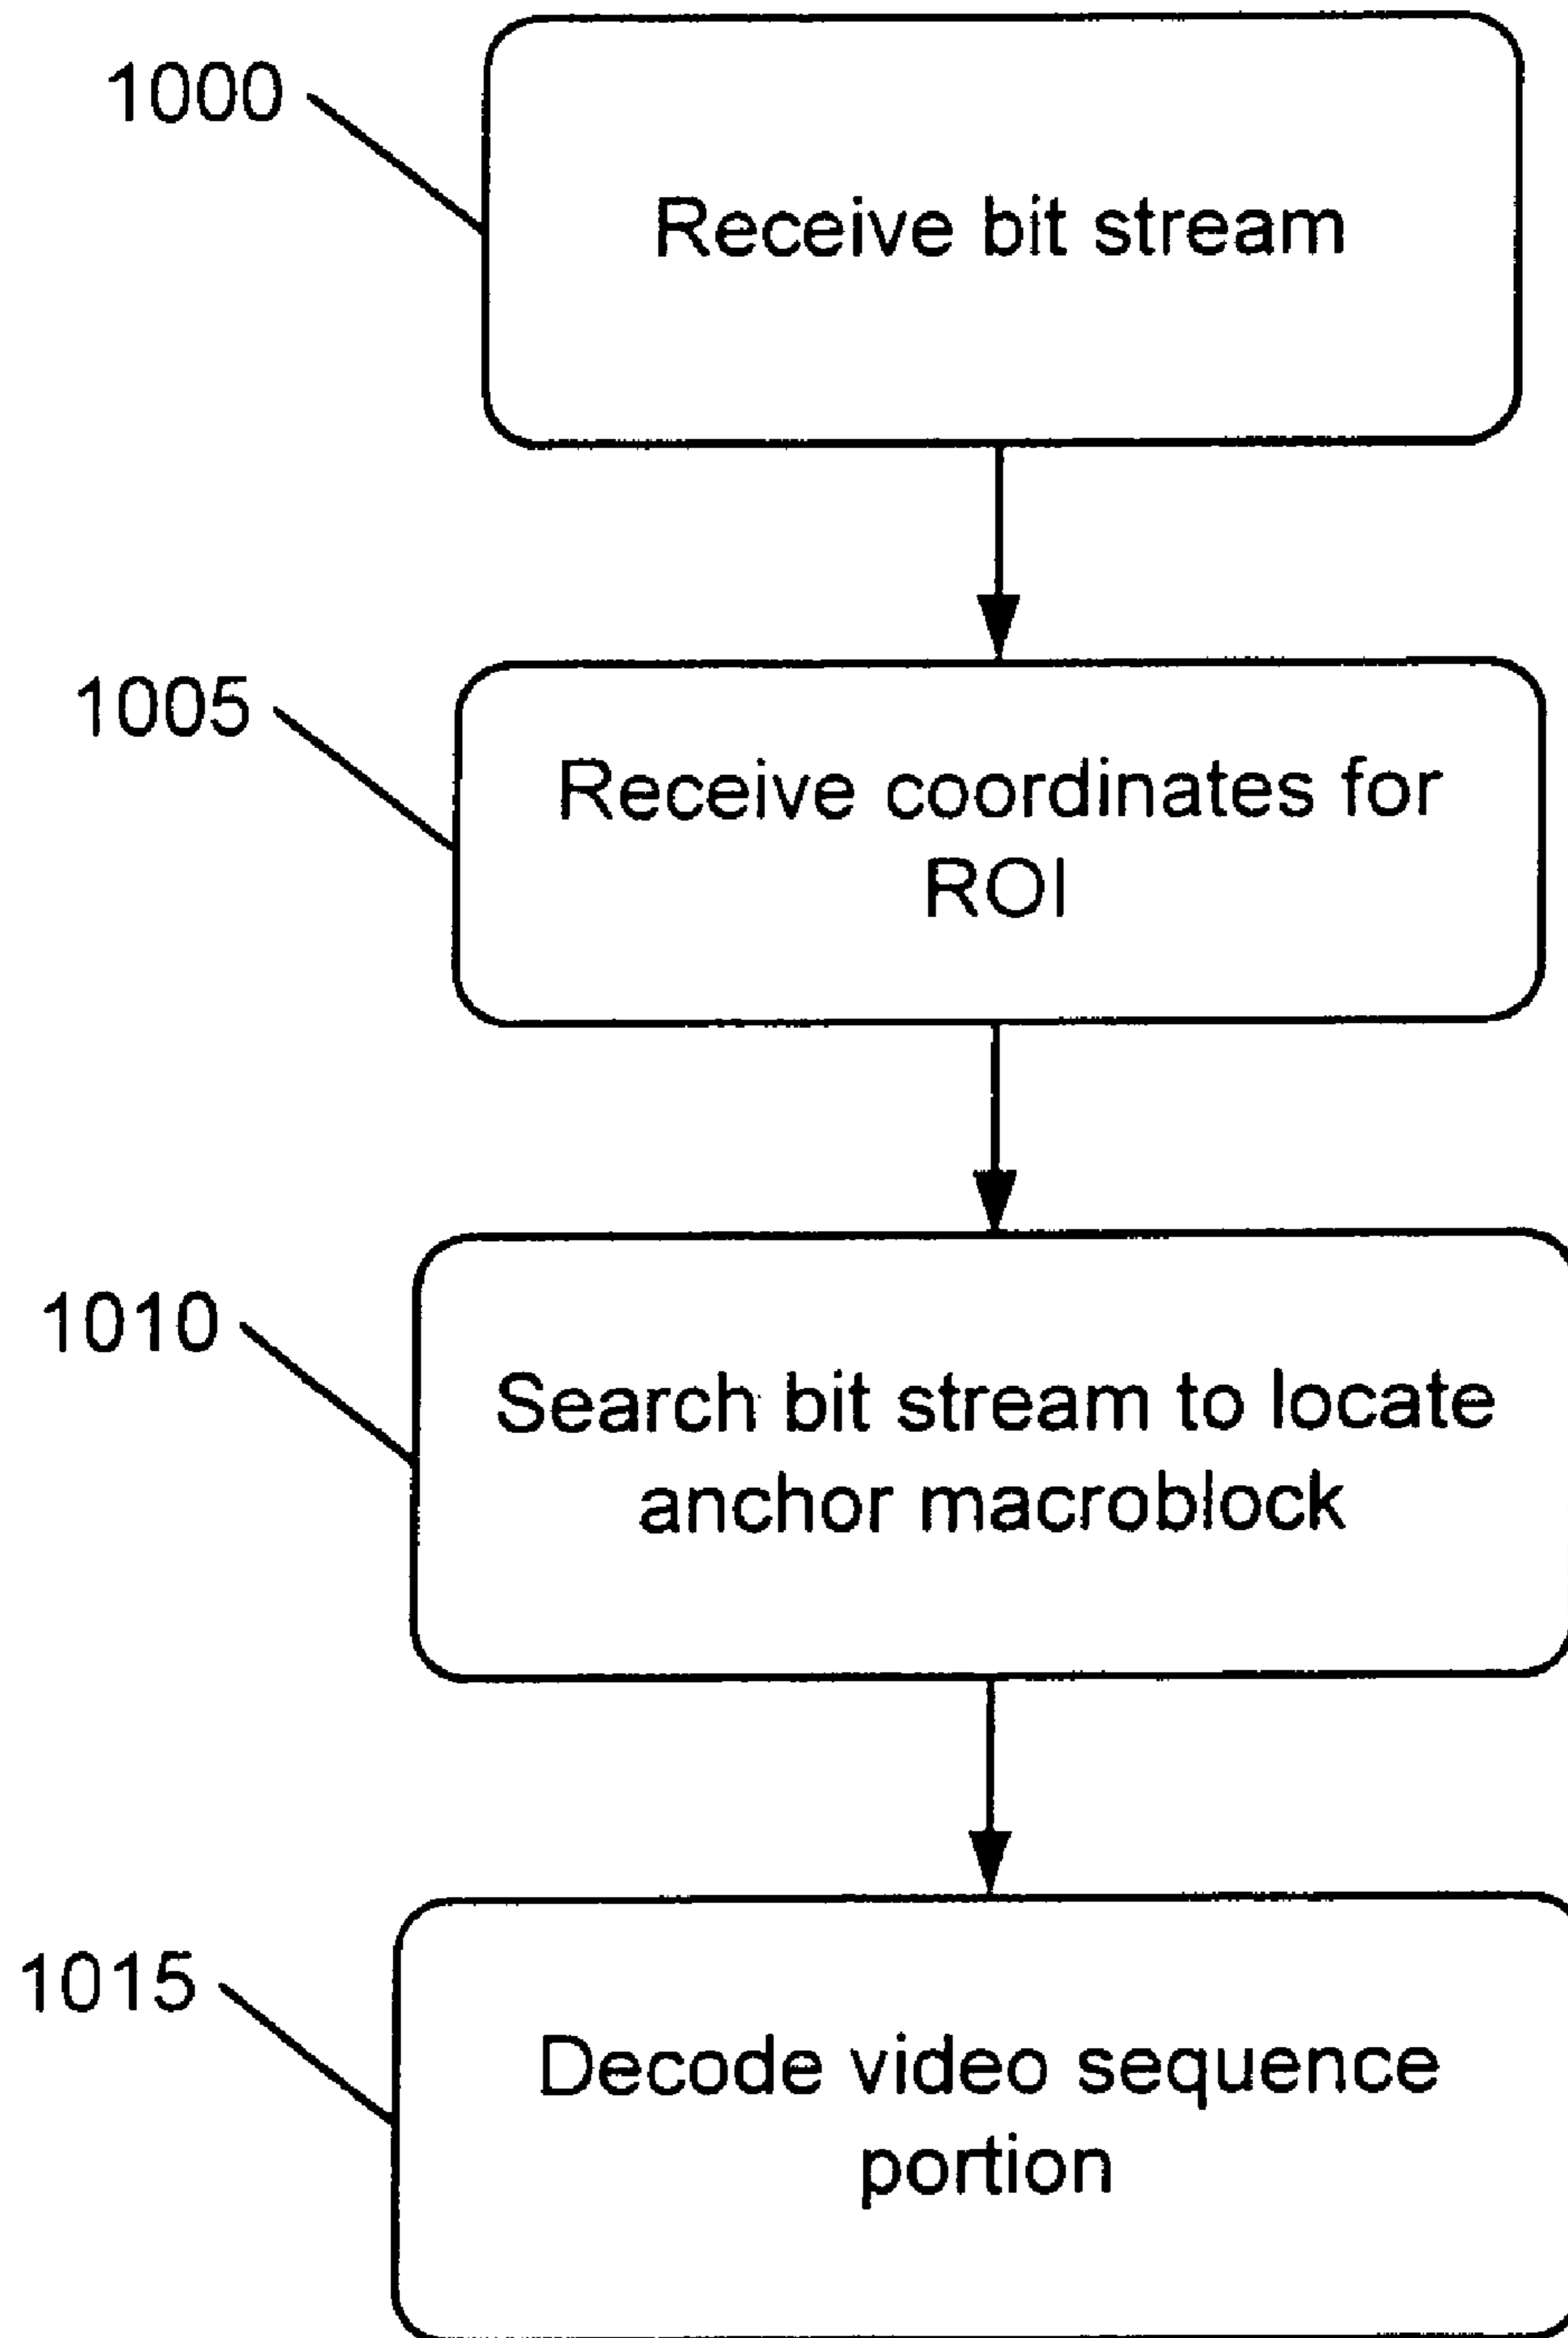 1000
Receive bit stream
1005
Receive coordinates for
ROI
1010
Search bit stream to locate
anchor macroblock
1015
Decode video sequence
portion